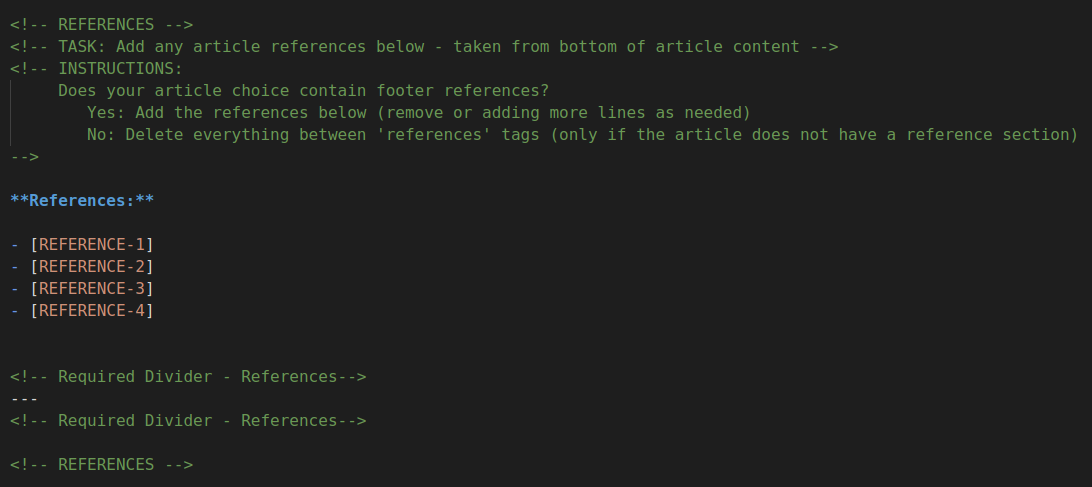 <!-- REFERENCES -->
<!-- TASK: Add any article references below - taken from bottom of article content -->
<!-- INSTRUCTIONS:
     Does your article choice contain footer references?
        Yes: Add the references below (remove or adding more lines as needed)
        No: Delete everything between 'references' tags (only if the article does not have a reference section)
-->
**References:**
- [REFERENCE-1]
- [REFERENCE-2]
- [REFERENCE-3]
- [REFERENCE-4]
<!-- Required Divider - References-->
---
<!-- Required Divider - References-->
<!-- REFERENCES -->